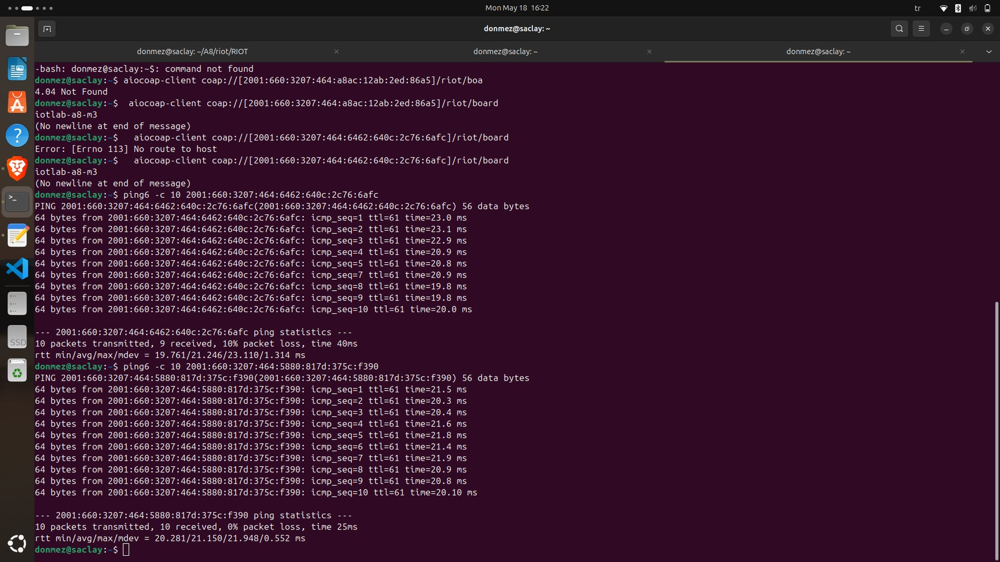 Mon May 18 16:22
tr
donmez@saclay: ~
donmez@saclay: ~/A8/riot/RIOT
donmez@saclay: ~
donmez@saclay: ~
-bash: donmez@saclay:~$: command not found
donmez@saclay:~$ aiocoap-client coap://[2001:660:3207:464:a8ac:12ab:2ed:86a5]/riot/boa
4.04 Not Found
donmez@saclay:~$  aiocoap-client coap://[2001:660:3207:464:a8ac:12ab:2ed:86a5]/riot/board
iotlab-a8-m3
(No newline at end of message)
donmez@saclay:~$   aiocoap-client coap://[2001:660:3207:464:6462:640c:2c76:6afc]/riot/board
Error: [Errno 113] No route to host
donmez@saclay:~$   aiocoap-client coap://[2001:660:3207:464:6462:640c:2c76:6afc]/riot/board
iotlab-a8-m3
(No newline at end of message)
donmez@saclay:~$ ping6 -c 10 2001:660:3207:464:6462:640c:2c76:6afc
PING 2001:660:3207:464:6462:640c:2c76:6afc(2001:660:3207:464:6462:640c:2c76:6afc) 56 data bytes
64 bytes from 2001:660:3207:464:6462:640c:2c76:6afc: icmp_seq=1 ttl=61 time=23.0 ms
64 bytes from 2001:660:3207:464:6462:640c:2c76:6afc: icmp_seq=2 ttl=61 time=23.1 ms
64 bytes from 2001:660:3207:464:6462:640c:2c76:6afc: icmp_seq=3 ttl=61 time=22.9 ms
64 bytes from 2001:660:3207:464:6462:640c:2c76:6afc: icmp_seq=4 ttl=61 time=20.9 ms
64 bytes from 2001:660:3207:464:6462:640c:2c76:6afc: icmp_seq=5 ttl=61 time=20.8 ms
64 bytes from 2001:660:3207:464:6462:640c:2c76:6afc: icmp_seq=7 ttl=61 time=20.9 ms
64 bytes from 2001:660:3207:464:6462:640c:2c76:6afc: icmp_seq=8 ttl=61 time=19.8 ms
64 bytes from 2001:660:3207:464:6462:640c:2c76:6afc: icmp_seq=9 ttl=61 time=19.8 ms
64 bytes from 2001:660:3207:464:6462:640c:2c76:6afc: icmp_seq=10 ttl=61 time=20.0 ms
--- 2001:660:3207:464:6462:640c:2c76:6afc ping statistics ---
10 packets transmitted, 9 received, 10% packet loss, time 40ms
rtt min/avg/max/mdev = 19.761/21.246/23.110/1.314 ms
donmez@saclay:~$ ping6 -c 10 2001:660:3207:464:5880:817d:375c:f390
PING 2001:660:3207:464:5880:817d:375c:f390(2001:660:3207:464:5880:817d:375c:f390) 56 data bytes
64 bytes from 2001:660:3207:464:5880:817d:375c:f390: icmp_seq=1 ttl=61 time=21.5 ms
64 bytes from 2001:660:3207:464:5880:817d:375c:f390: icmp_seq=2 ttl=61 time=20.3 ms
64 bytes from 2001:660:3207:464:5880:817d:375c:f390: icmp_seq=3 ttl=61 time=20.4 ms
64 bytes from 2001:660:3207:464:5880:817d:375c:f390: icmp_seq=4 ttl=61 time=21.6 ms
64 bytes from 2001:660:3207:464:5880:817d:375c:f390: icmp_seq=5 ttl=61 time=21.8 ms
64 bytes from 2001:660:3207:464:5880:817d:375c:f390: icmp_seq=6 ttl=61 time=21.4 ms
64 bytes from 2001:660:3207:464:5880:817d:375c:f390: icmp_seq=7 ttl=61 time=21.9 ms
64 bytes from 2001:660:3207:464:5880:817d:375c:f390: icmp_seq=8 ttl=61 time=20.9 ms
64 bytes from 2001:660:3207:464:5880:817d:375c:f390: icmp_seq=9 ttl=61 time=20.8 ms
64 bytes from 2001:660:3207:464:5880:817d:375c:f390: icmp_seq=10 ttl=61 time=20.10 ms
--- 2001:660:3207:464:5880:817d:375c:f390 ping statistics ---
10 packets transmitted, 10 received, 0% packet loss, time 25ms
rtt min/avg/max/mdev = 20.281/21.150/21.948/0.552 ms
donmez@saclay:~$
SSD